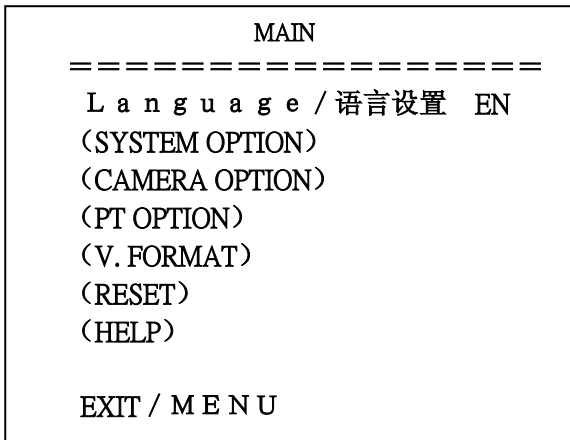 MAIN
=================
Language/语言设置 EN
(SYSTEM OPTION)
(CAMERA OPTION)
(PT OPTION)
(V. FORMAT)
(RESET)
(HELP)
EXIT / MENU